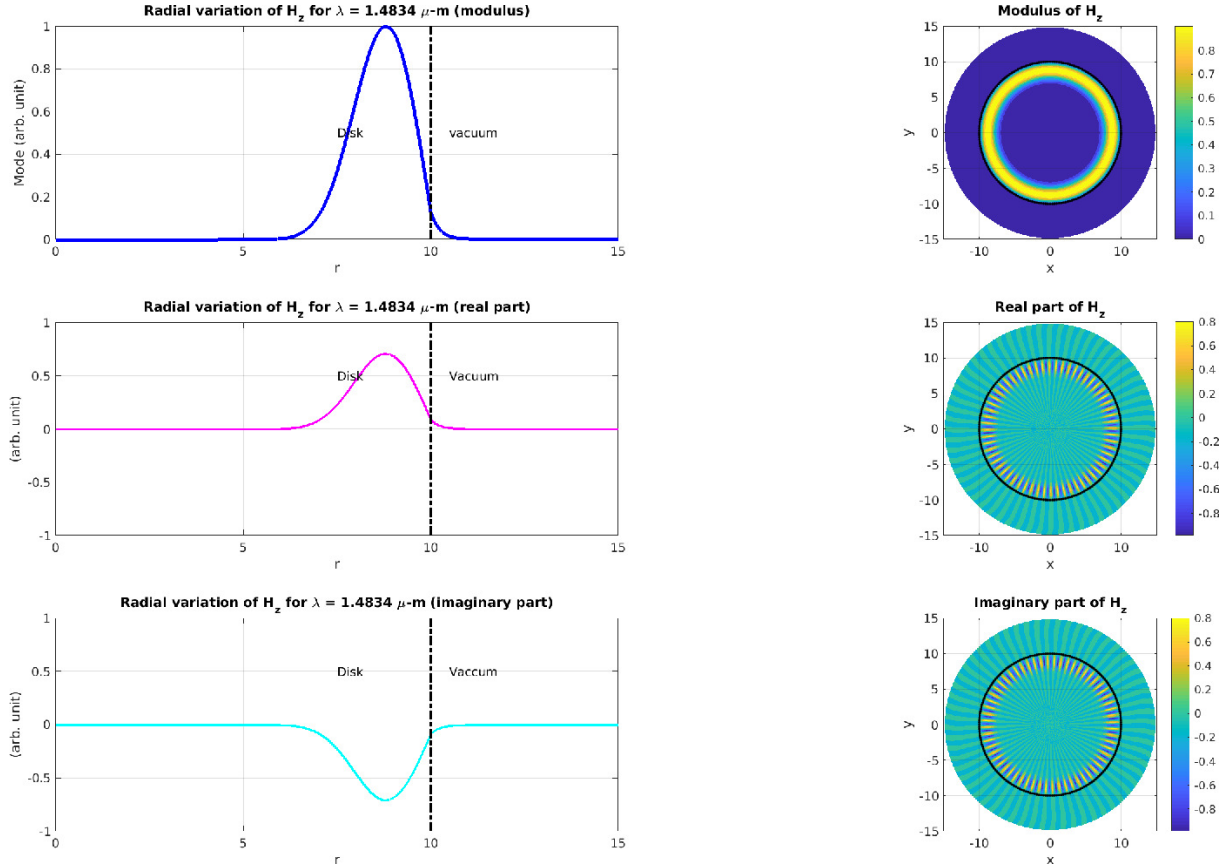 Radial variation of H_z for λ = 1.4834 μ-m (modulus)
Mode (arb. unit)
1
0.8
0.6
0.4
0.2
0
Disk
vacuum
0 5 10 15
r
Modulus of H_z
y
15
10
5
0
-5
-10
-15
-10 0 10
x
0.9
0.8
0.7
0.6
0.5
0.4
0.3
0.2
0.1
0
Radial variation of H_z for λ = 1.4834 μ-m (real part)
(arb. unit)
1
0.5
0
-0.5
-1
Disk
Vacuum
0 5 10 15
r
Real part of H_z
y
15
10
5
0
-5
-10
-15
-10 0 10
x
0.8
0.6
0.4
0.2
0
-0.2
-0.4
-0.6
-0.8
Radial variation of H_z for λ = 1.4834 μ-m (imaginary part)
(arb. unit)
1
0.5
0
-0.5
-1
Disk
Vaccum
0 5 10 15
r
Imaginary part of H_z
y
15
10
5
0
-5
-10
-15
-10 0 10
x
0.8
0.6
0.4
0.2
0
-0.2
-0.4
-0.6
-0.8